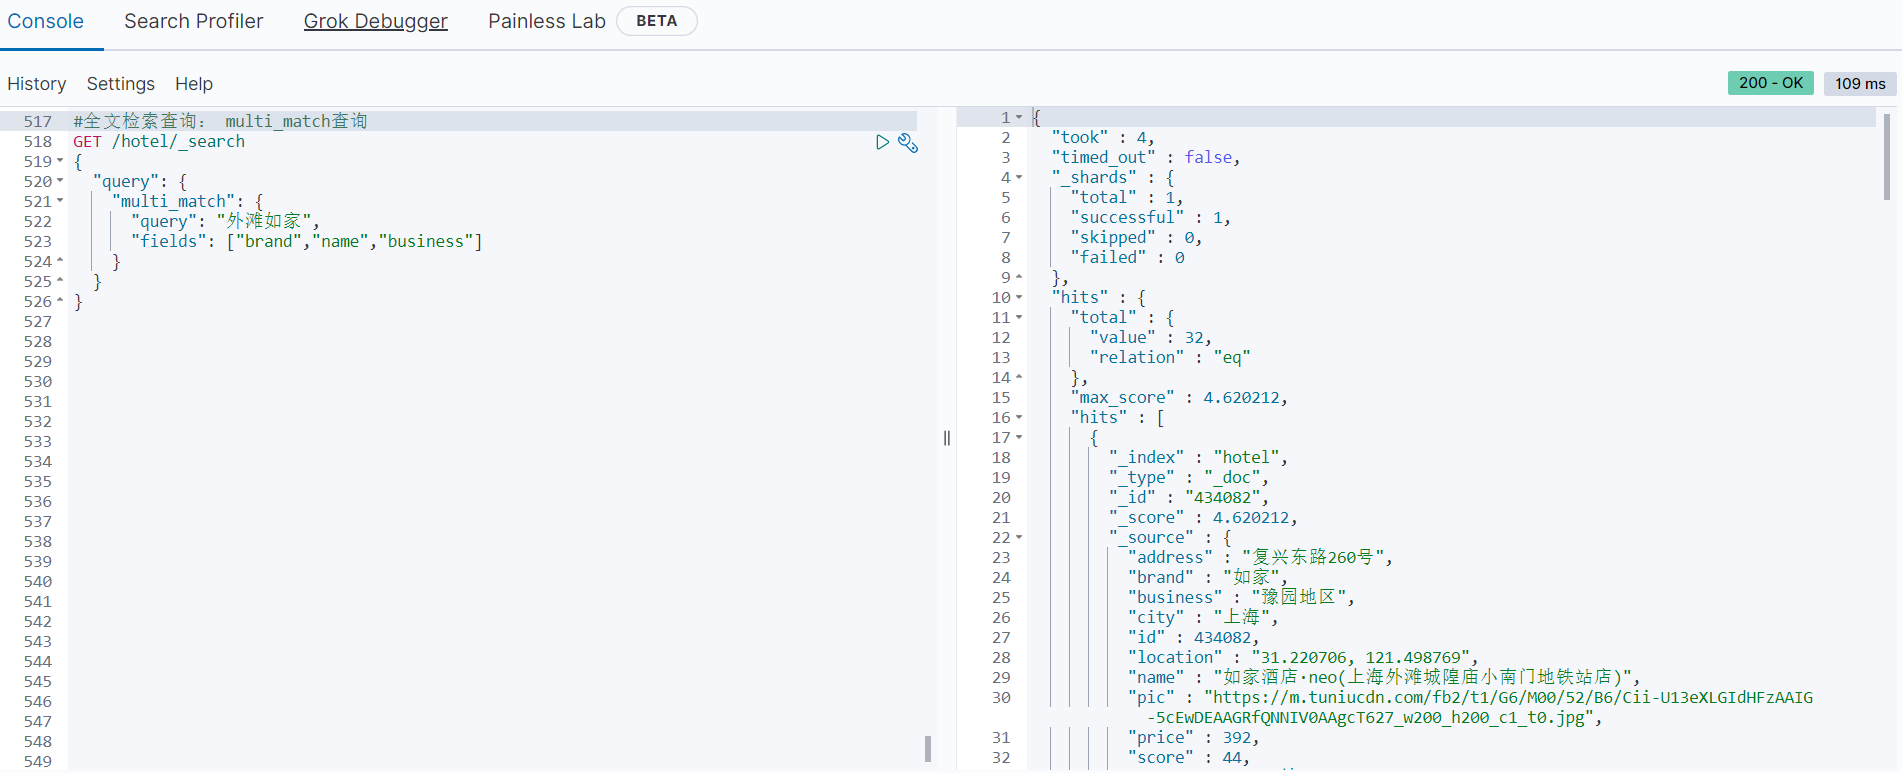 Console Search Profiler Grok Debugger Painless Lab BETA
History Settings Help 200 - OK 109 ms
517 #全文检索查询： multi_match查询
518 GET /hotel/_search
519 {
520 "query": {
521 "multi_match": {
522 "query": "外滩如家",
523 "fields": ["brand","name","business"]
524 }
525 }
526 }
527
528
529
530
531
532
533
534
535
536
537
538
539
540
541
542
543
544
545
546
547
548
549
1 {
2 "took" : 4,
3 "timed_out" : false,
4 "_shards" : {
5 "total" : 1,
6 "successful" : 1,
7 "skipped" : 0,
8 "failed" : 0
9 },
10 "hits" : {
11 "total" : {
12 "value" : 32,
13 "relation" : "eq"
14 },
15 "max_score" : 4.620212,
16 "hits" : [
17 {
18 "_index" : "hotel",
19 "_type" : "_doc",
20 "_id" : "434082",
21 "_score" : 4.620212,
22 "_source" : {
23 "address" : "复兴东路260号",
24 "brand" : "如家",
25 "business" : "豫园地区",
26 "city" : "上海",
27 "id" : 434082,
28 "location" : "31.220706, 121.498769",
29 "name" : "如家酒店·neo(上海外滩城隍庙小南门地铁站店)",
30 "pic" : "https://m.tuniucdn.com/fb2/t1/G6/M00/52/B6/Cii-U13eXLGIdHFzAAIG
-5cEwDEAAGRfQNNIV0AAgcT627_w200_h200_c1_t0.jpg",
31 "price" : 392,
32 "score" : 44,